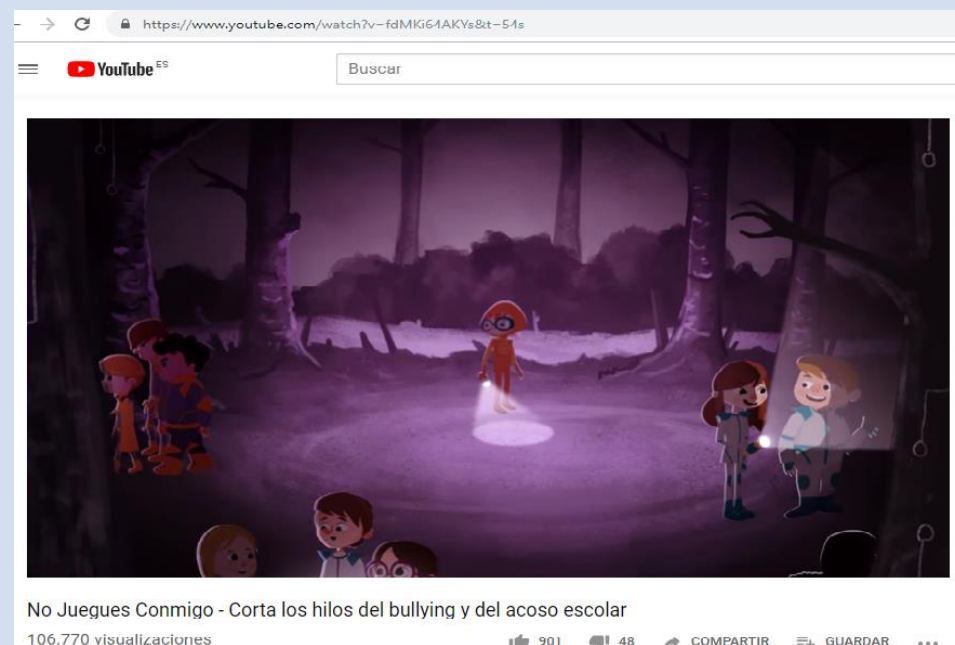 https://www.youtube.com/watch?v=fdMKi64AKYs&t=54s
YouTube ES
Buscar
No Juegues Conmigo - Corta los hilos del bullying y del acoso escolar
106.770 visualizaciones 901 48 COMPARTIR GUARDAR